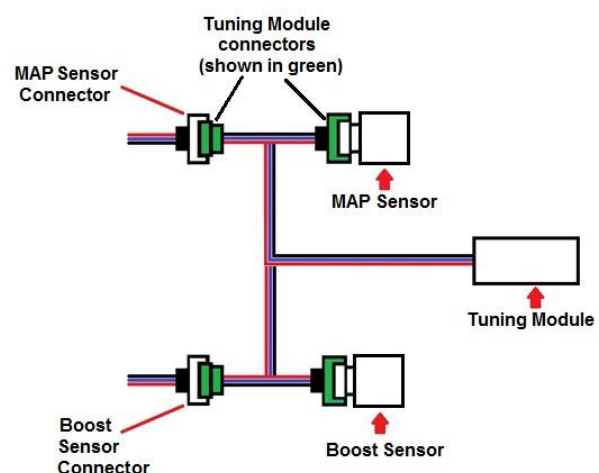 Tuning Module
connectors
(shown in green)
MAP Sensor
Connector
MAP Sensor
Tuning Module
Boost
Sensor
Connector
Boost Sensor